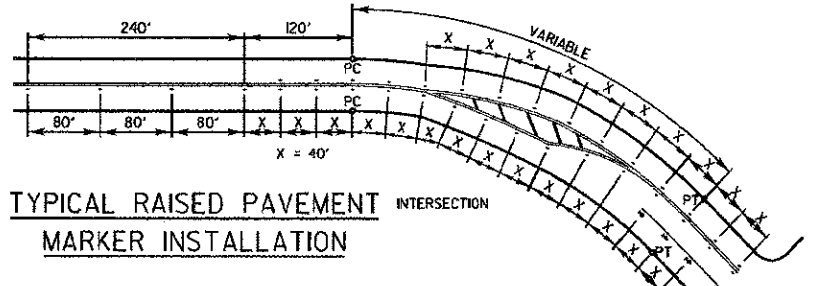 240'
120'
VARIABLE
X X X X X X X X X X X X
PC
PC
80' 80' 80' X X X X X X X X X X X X X X X X
X = 40'
PT
PT
TYPICAL RAISED PAVEMENT
INTERSECTION
MARKER INSTALLATION